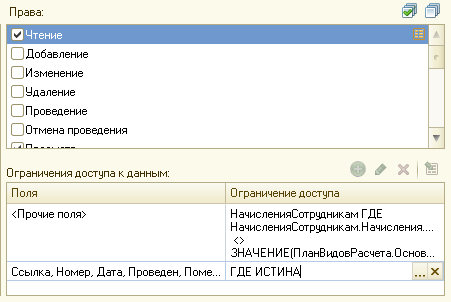 Права:
Чтение
Добавление
Изменение
Удаление
Проведение
Отмена проведения
Просмотр
Ограничения доступа к данным:
Поля
Ограничение доступа
<Прочие поля>
НачисленияСотрудникам ГДЕ
НачисленияСотрудникам.Начисления....
<>
ЗНАЧЕНИЕ(ПланВидовРасчета.Основ...
Ссылка, Номер, Дата, Проведен, Поме...
ГДЕ ИСТИНА
...